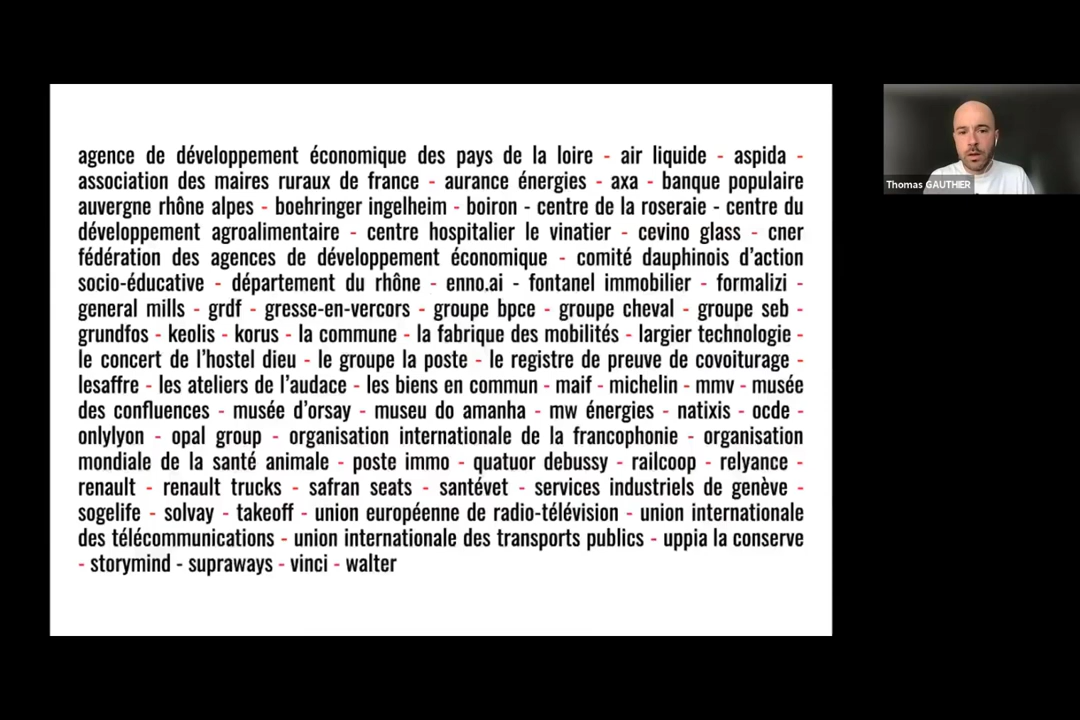 agence de développement économique des pays de la loire - air liquide - aspida -
association des maires ruraux de france - aurance énergies - axa - banque populaire
auvergne rhône alpes - boehringer ingelheim - boiron - centre de la roseraie - centre du
développement agroalimentaire - centre hospitalier le vinatier - cevino glass - cner
fédération des agences de développement économique - comité dauphinois d’action
socio-éducative - département du rhône - enno.ai - fontanel immobilier - formalizi -
general mills - grdf - gresse-en-vercors - groupe bpce - groupe cheval - groupe seb -
grundfos - keolis - korus - la commune - la fabrique des mobilités - largier technologie -
le concert de l’hostel dieu - le groupe la poste - le registre de preuve de covoiturage -
lesaffre - les ateliers de l’audace - les biens en commun - maif - michelin - mmv - musée
des confluences - musée d’orsay - museu do amanha - mw énergies - natixis - ocde -
onlylyon - opal group - organisation internationale de la francophonie - organisation
mondiale de la santé animale - poste immo - quatuor debussy - railcoop - relyance -
renault - renault trucks - safran seats - santévet - services industriels de genève -
sogelife - solvay - takeoff - union européenne de radio-télévision - union internationale
des télécommunications - union internationale des transports publics - uppia la conserve
- storymind - supraways - vinci - walter
Thomas GAUTHIER